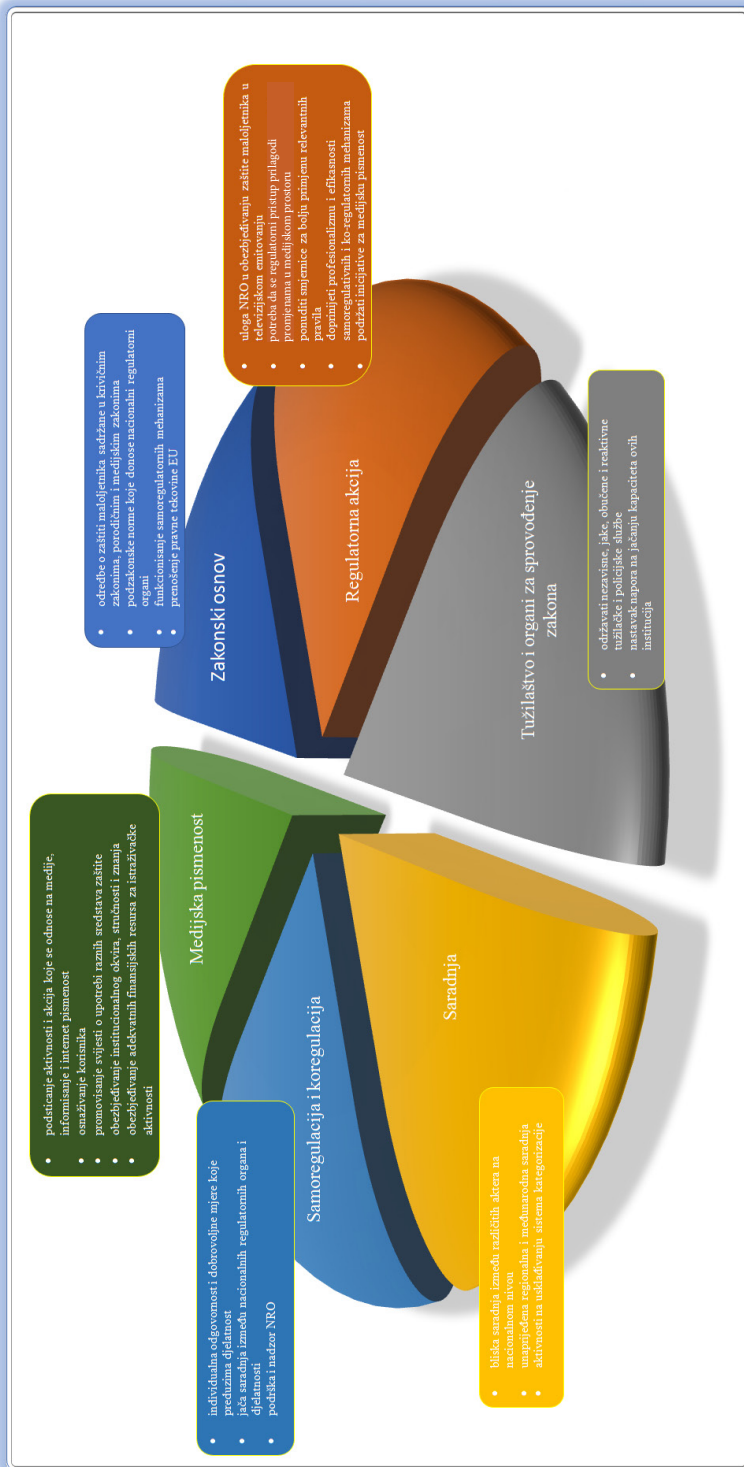 podsticanje aktivnosti i akcija koje se odnose na medije,
informisanje i internet pismenost
osnaživanje korisnika
promovisanje svijesti o upotrebi raznih sredstava zaštite
obezbjeđivanje institucionalnog okvira, stručnosti i znanja
obezbjeđivanje adekvatnih finansijskih resursa za istraživačke
aktivnosti
odredbe o zaštiti maloljetnika sadržane u krivičnim
zakonima, porodičnim i medijskim zakonima
podzakonske norme koje donose nacionalni regulatorni
organi
funkcionisanje samoregulatornih mehanizama
prenošenje pravne tekovine EU
Medijska pismenost
Zakonski osnov
individualna odgovornost i dobrovoljne mjere koje
preduzima djelatnost
jača saradnja između nacionalnih regulatornih organa i
djelatnosti
podrška i nadzor NRO
uloga NRO u obezbjeđivanju zaštite maloljetnika u
televizijskom emitovanju
potreba da se regulatorni pristup prilagodi
promjenama u medijskom prostoru
ponuditi smjernice za bolju primjenu relevantnih
pravila
doprinijeti profesionalizmu i efikasnosti
samoregulativnih i ko-regulatornih mehanizama
podržati inicijative za medijsku pismenost
Samoregulacija i koregulacija
Regulatorna akcija
Saradnja
Tužilaštvo i organi za sprovođenje
zakona
bliska saradnja između različitih aktera na
nacionalnom nivou
unaprijeđena regionalna i međunarodna saradnja
aktivnosti na usklađivanju sistema kategorizacije
održavati nezavisne, jake, obučene i reaktivne
tužilačke i policijske službe
nastavak napora na jačanju kapaciteta ovih
institucija